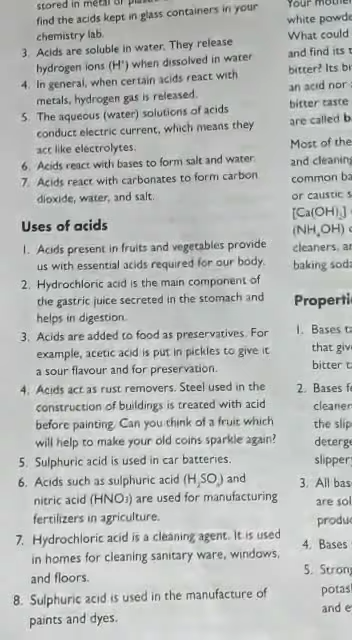 stored in metal or
find the acids kept in glass containers in your
chemistry lab.
3. Acids are soluble in water. They release
hydrogen ions (H⁺) when dissolved in water
4. In general, when certain acids react with
metals, hydrogen gas is released.
5. The aqueous (water) solutions of acids
conduct electric current, which means they
act like electrolytes.
6. Acids react with bases to form salt and water.
7. Acids react with carbonates to form carbon
dioxide, water, and salt.
Uses of acids
1. Acids present in fruits and vegetables provide
us with essential acids required for our body.
2. Hydrochloric acid is the main component of
the gastric juice secreted in the stomach and
helps in digestion.
3. Acids are added to food as preservatives. For
example, acetic acid is put in pickles to give it
a sour flavour and for preservation.
4. Acids act as rust removers. Steel used in the
construction of buildings is treated with acid
before painting. Can you think of a fruit which
will help to make your old coins sparkle again?
5. Sulphuric acid is used in car batteries.
6. Acids such as sulphuric acid (H₂SO₄) and
nitric acid (HNO₃) are used for manufacturing
fertilizers in agriculture.
7. Hydrochloric acid is a cleaning agent. It is used
in homes for cleaning sanitary ware, windows,
and floors.
8. Sulphuric acid is used in the manufacture of
paints and dyes.
Your
white
What could
and find its
bitter? Its
an acid nor
bitter taste
are called
Most of the
and cleaning
common
or caustic
[Ca(OH)₂]
(NH₄OH)
cleaners,
baking
1. Bases
that
bitter
2. Bases
the
3. All
are
4. Bases
5.
and